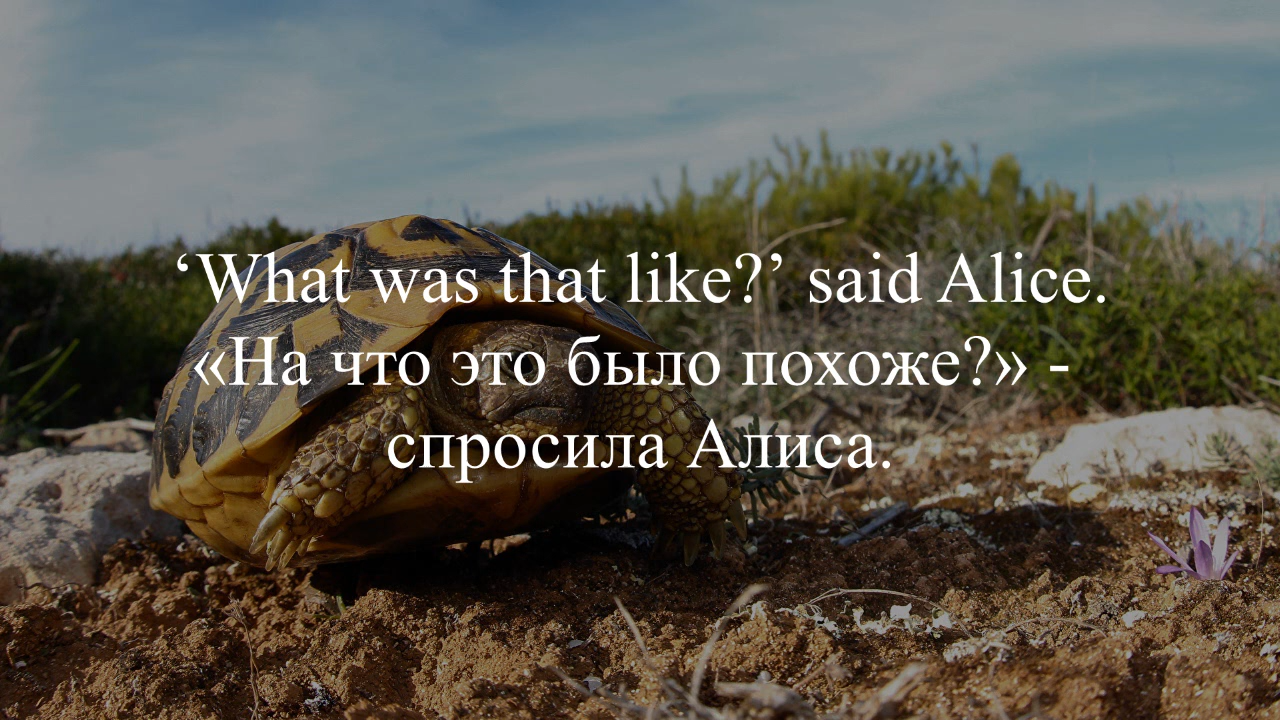 ‘What was that like?’ said Alice.
«На что это было похоже?» -
спросила Алиса.